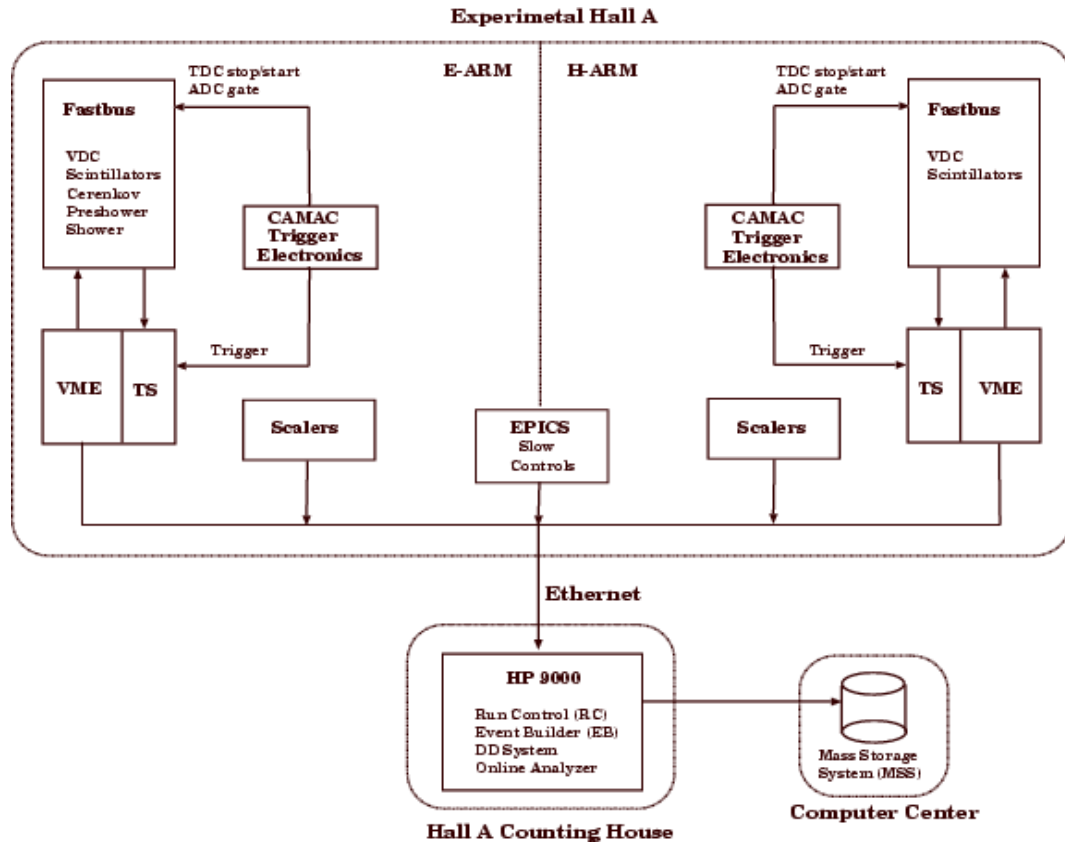 Experimetal Hall A
E-ARM
H-ARM
TDC stop/start
ADC gate
Fastbus
VDC
Scintillators
Cerenkov
Preshower
Shower
CAMAC
Trigger
Electronics
Trigger
VME
TS
Scalers
TDC stop/start
ADC gate
Fastbus
VDC
Scintillators
CAMAC
Trigger
Electronics
Trigger
TS
VME
Scalers
EPICS
Slow
Controls
Ethernet
HP 9000
Run Control (RC)
Event Builder (EB)
DD System
Online Analyzer
Hall A Counting House
Mass Storage
System (MSS)
Computer Center